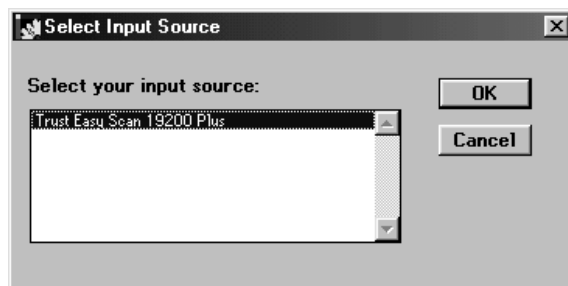 Select Input Source
Select your input source:
Trust Easy Scan 19200 Plus
OK
Cancel